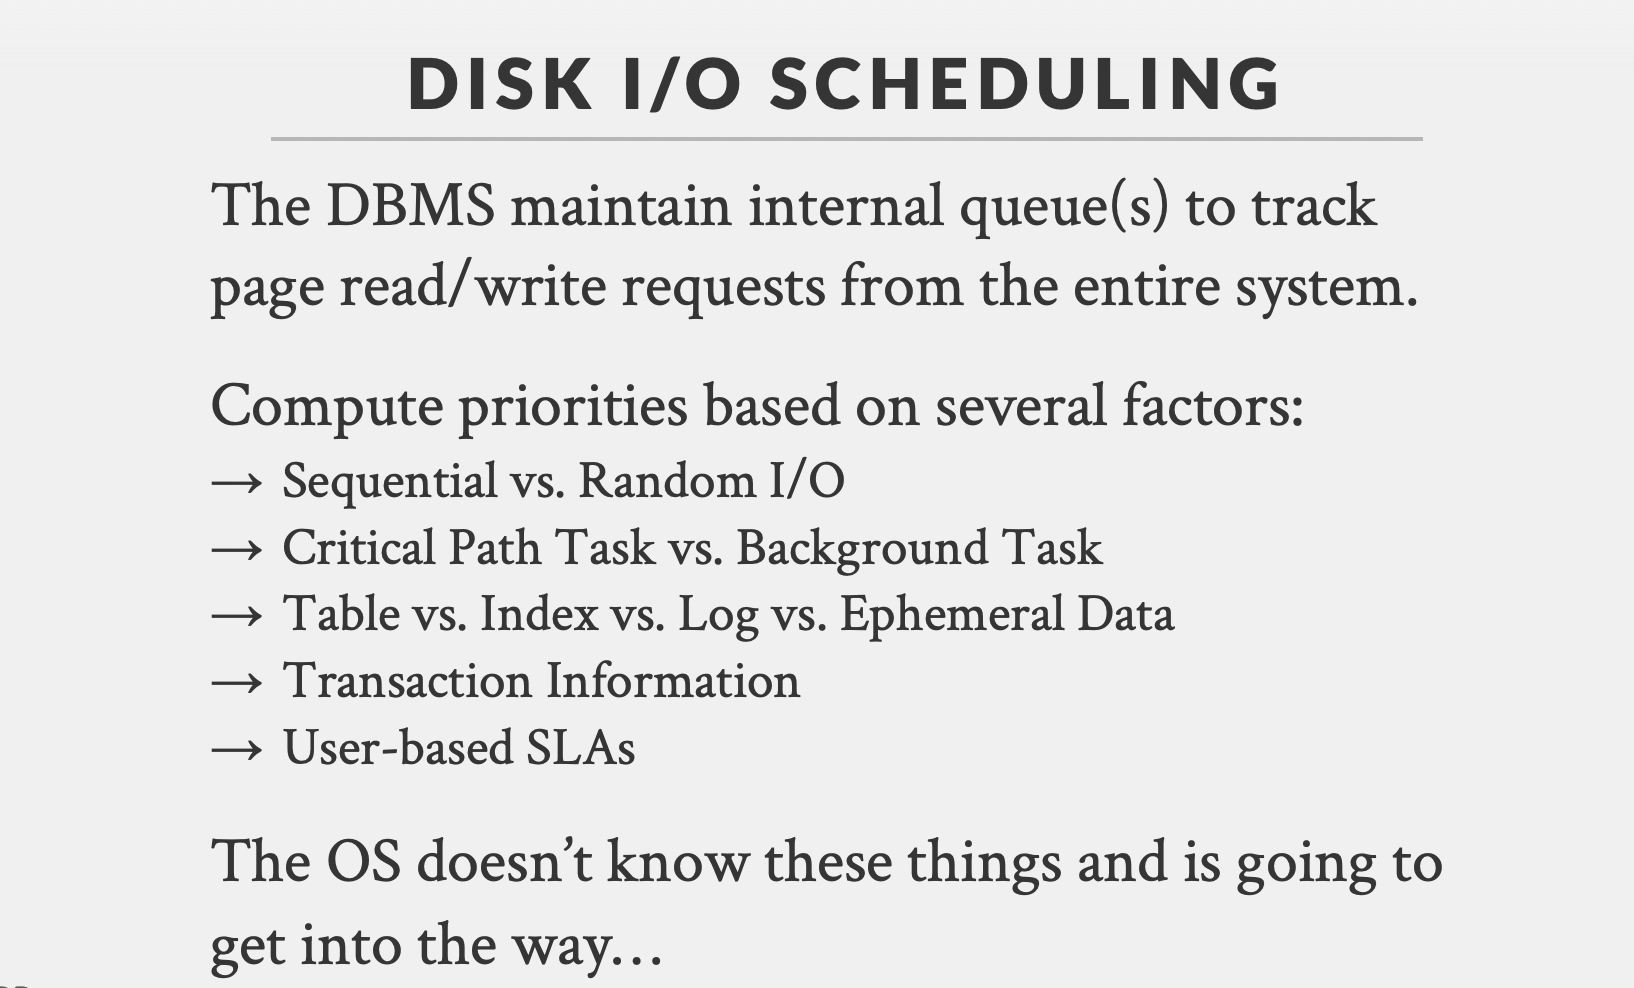 DISK I/O SCHEDULING
The DBMS maintain internal queue(s) to track
page read/write requests from the entire system.
Compute priorities based on several factors:
→ Sequential vs. Random I/O
→ Critical Path Task vs. Background Task
→ Table vs. Index vs. Log vs. Ephemeral Data
→ Transaction Information
→ User-based SLAs
The OS doesn’t know these things and is going to
get into the way…